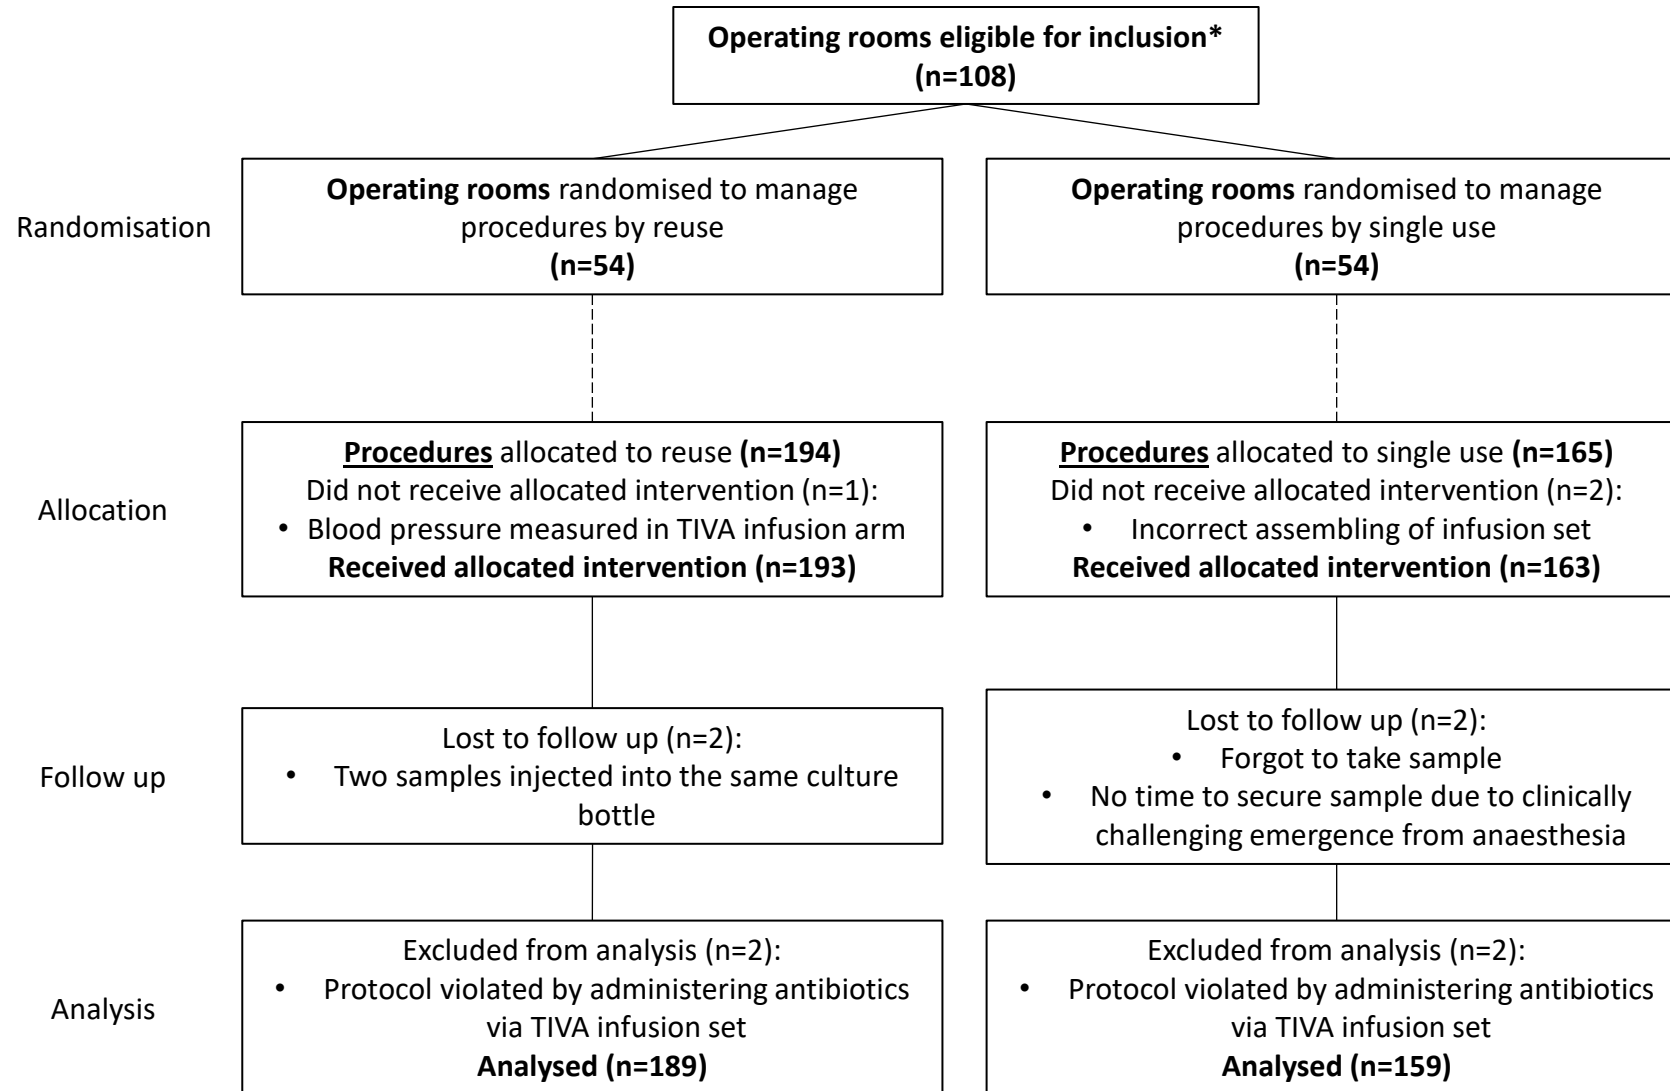 Operating rooms eligible for inclusion*
(n=108)
Randomisation
Operating rooms randomised to manage
procedures by reuse
(n=54)
Operating rooms randomised to manage
procedures by single use
(n=54)
Allocation
Procedures allocated to reuse (n=194)
Did not receive allocated intervention (n=1):
• Blood pressure measured in TIVA infusion arm
Received allocated intervention (n=193)
Procedures allocated to single use (n=165)
Did not receive allocated intervention (n=2):
• Incorrect assembling of infusion set
Received allocated intervention (n=163)
Follow up
Lost to follow up (n=2):
• Two samples injected into the same culture
bottle
Lost to follow up (n=2):
• Forgot to take sample
• No time to secure sample due to clinically
challenging emergence from anaesthesia
Analysis
Excluded from analysis (n=2):
• Protocol violated by administering antibiotics
via TIVA infusion set
Analysed (n=189)
Excluded from analysis (n=2):
• Protocol violated by administering antibiotics
via TIVA infusion set
Analysed (n=159)